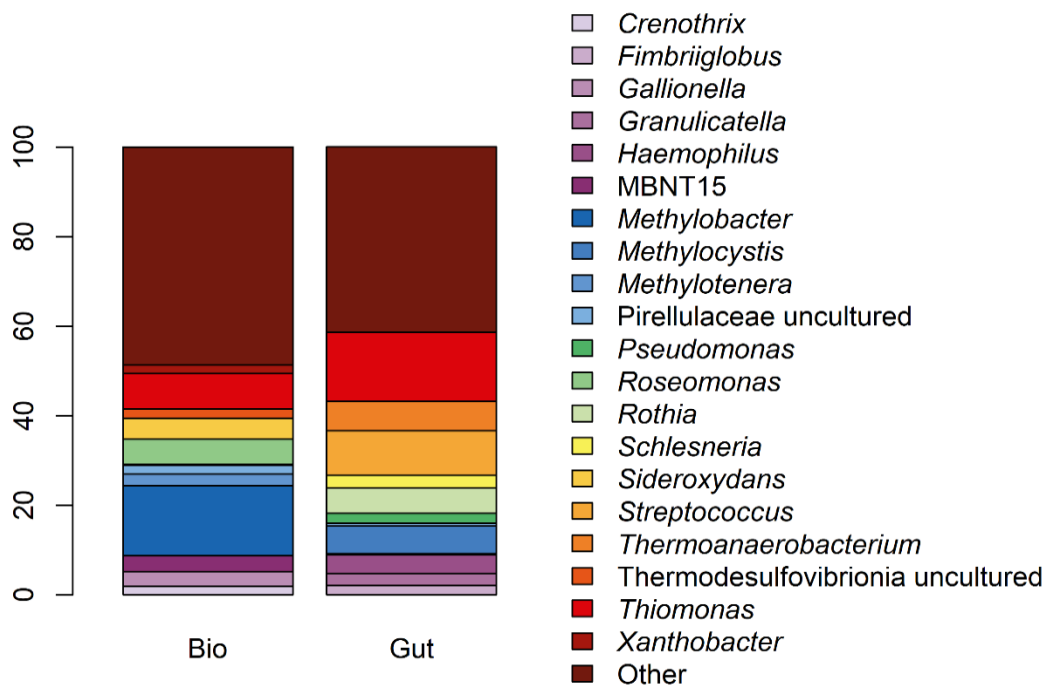 Crenothrix
Fimbriiglobus
Gallionella
Granulicatella
Haemophilus
MBNT15
Methylobacter
Methylocystis
Methylotenera
Pirellulaceae uncultured
Pseudomonas
Roseomonas
Rothia
Schlesneria
Sideroxydans
Streptococcus
Thermoanaerobacterium
Thermodesulfovibrionia uncultured
Thiomonas
Xanthobacter
Other
100
80
60
40
20
0
Bio Gut